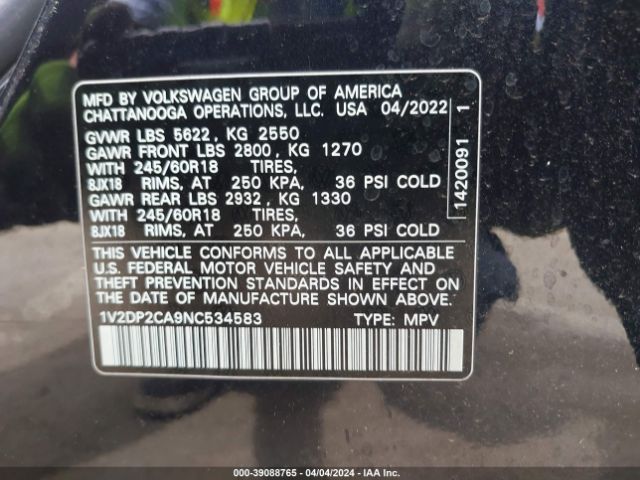 MFD BY VOLKSWAGEN GROUP OF AMERICA
CHATTANOOGA OPERATIONS, LLC. USA 04/2022
GVWR LBS 5622, KG 2550
GAWR FRONT LBS 2800, KG 1270
WITH 245/60R18 TIRES,
8JX18 RIMS, AT 250 KPA, 36 PSI COLD
GAWR REAR LBS 2932, KG 1330
WITH 245/60R18 TIRES,
8JX18 RIMS, AT 250 KPA, 36 PSI COLD
THIS VEHICLE CONFORMS TO ALL APPLICABLE
U.S. FEDERAL MOTOR VEHICLE SAFETY AND
THEFT PREVENTION STANDARDS IN EFFECT ON
THE DATE OF MANUFACTURE SHOWN ABOVE.
1V2DP2CA9NC534583 TYPE: MPV
1420091 1
000-39088765 - 04/04/2024 - IAA Inc.